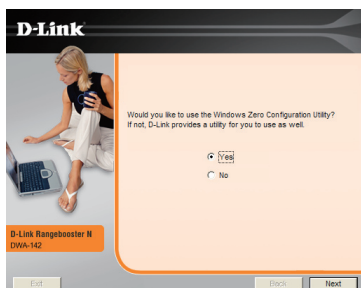 D-Link
Would you like to use the Windows Zero Configuration Utility?
If not, D-Link provides a utility for you to use as well.
Yes
No
D-Link Rangebooster N
DWA-142
Exit
Back
Next